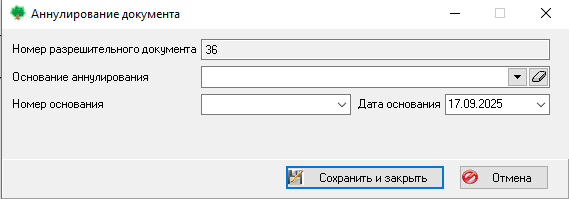 Аннулирование документа
Номер разрешительного документа 36
Основание аннулирования
Номер основания Дата основания 17.09.2025
Сохранить и закрыть Отмена